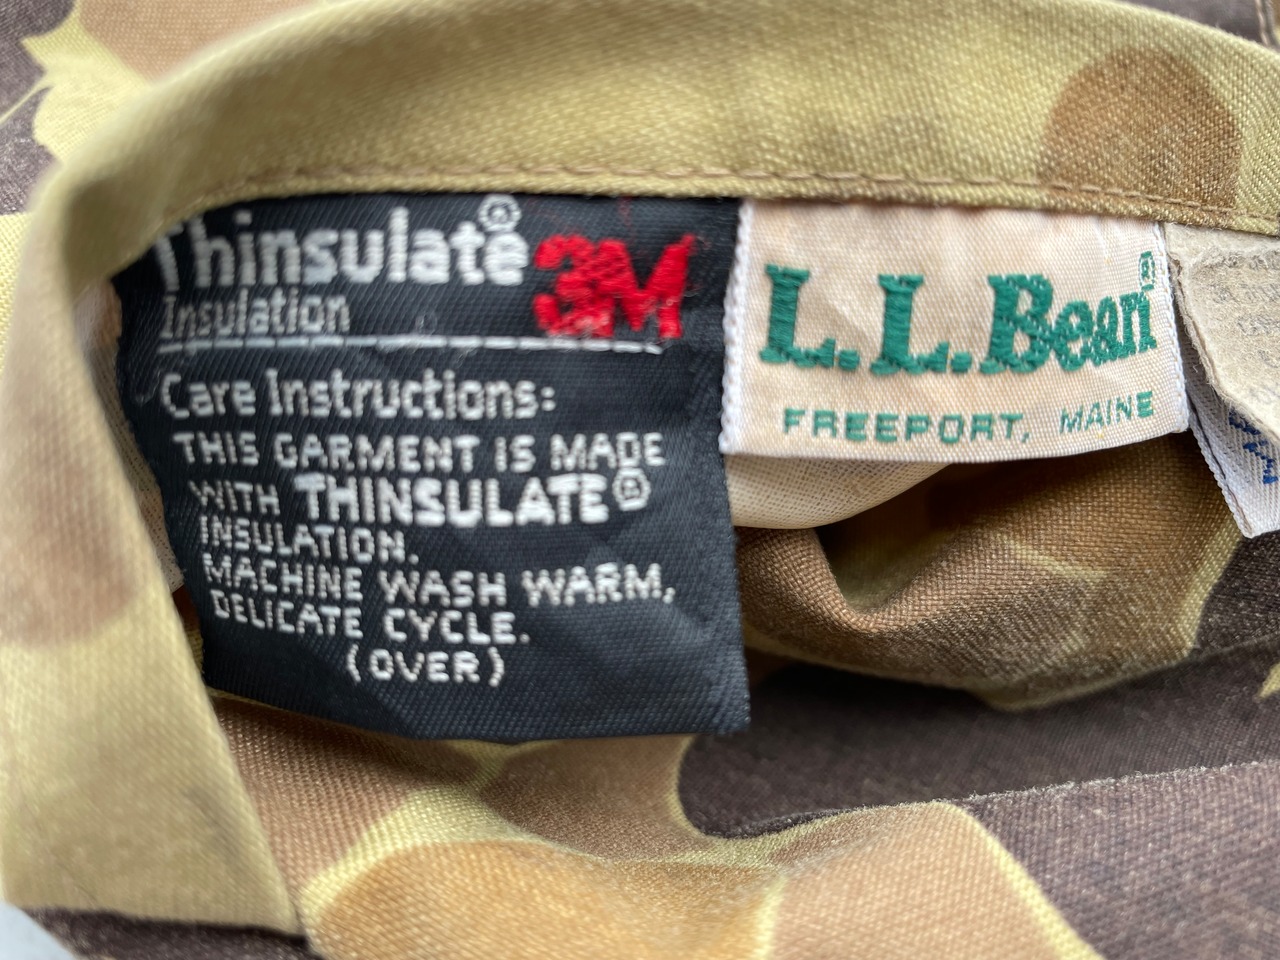 Thinsulate® 3M
Insulation
Care Instructions:
THIS GARMENT IS MADE
WITH THINSULATE®
INSULATION.
MACHINE WASH WARM,
DELICATE CYCLE.
(OVER)
L.L.Bean®
FREEPORT, MAINE